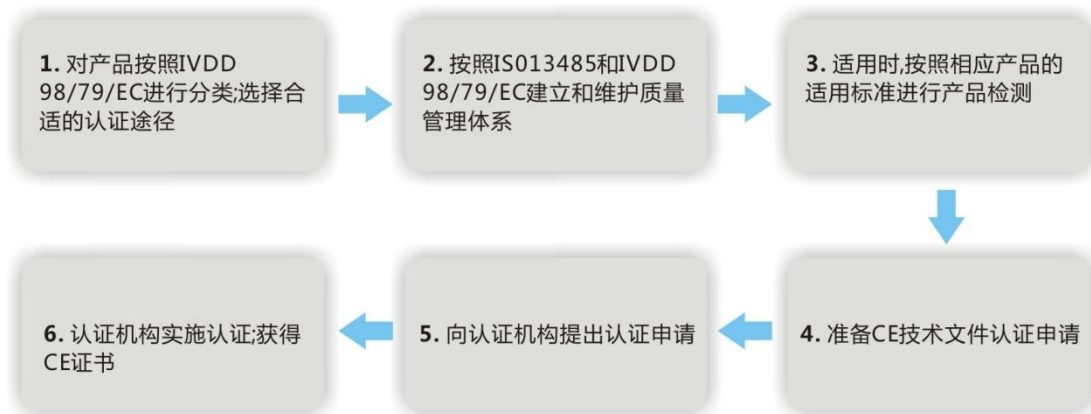 1. 对产品按照IVDD
98/79/EC进行分类;选择合
适的认证途径
2. 按照IS013485和IVDD
98/79/EC建立和维护质量
管理体系
3. 适用时,按照相应产品的
适用标准进行产品检测
4. 准备CE技术文件认证申请
5. 向认证机构提出认证申请
6. 认证机构实施认证;获得
CE证书